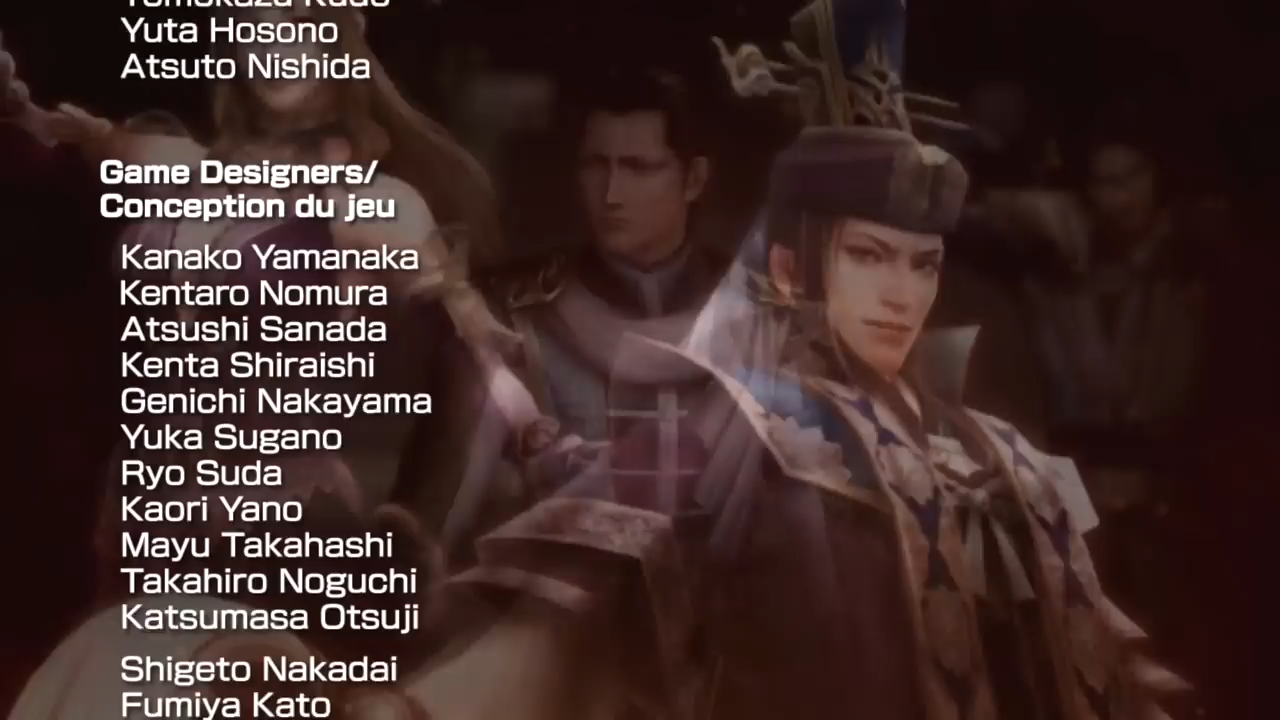 Yuta Hosono
Atsuto Nishida
Game Designers/
Conception du jeu
Kanako Yamanaka
Kentaro Nomura
Atsushi Sanada
Kenta Shiraishi
Genichi Nakayama
Yuka Sugano
Ryo Suda
Kaori Yano
Mayu Takahashi
Takahiro Noguchi
Katsumasa Otsuji
Shigeto Nakadai
Fumiya Kato